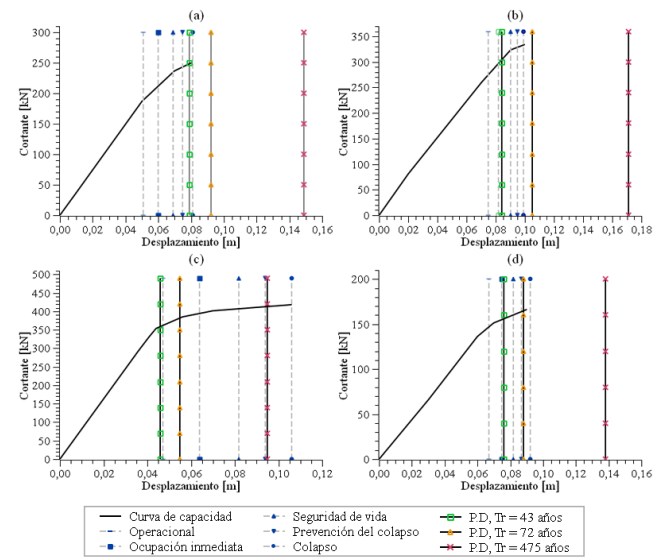 (a)
Cortante [kN]
300
250
200
150
100
50
0
0,00 0,02 0,04 0,06 0,08 0,10 0,12 0,14 0,16
Desplazamiento [m]
(b)
Cortante [kN]
350
300
250
200
150
100
50
0
0,00 0,02 0,04 0,06 0,08 0,10 0,12 0,14 0,16 0,18
Desplazamiento [m]
(c)
Cortante [kN]
500
450
400
350
300
250
200
150
100
50
0
0,00 0,02 0,04 0,06 0,08 0,10 0,12
Desplazamiento [m]
(d)
Cortante [kN]
200
150
100
50
0
0,00 0,02 0,04 0,06 0,08 0,10 0,12 0,14 0,16
Desplazamiento [m]
Curva de capacidad
Operacional
Ocupación inmediata
Seguridad de vida
Prevención del colapso
Colapso
P.D, Tr = 43 años
P.D, Tr = 72 años
P.D, Tr = 475 años